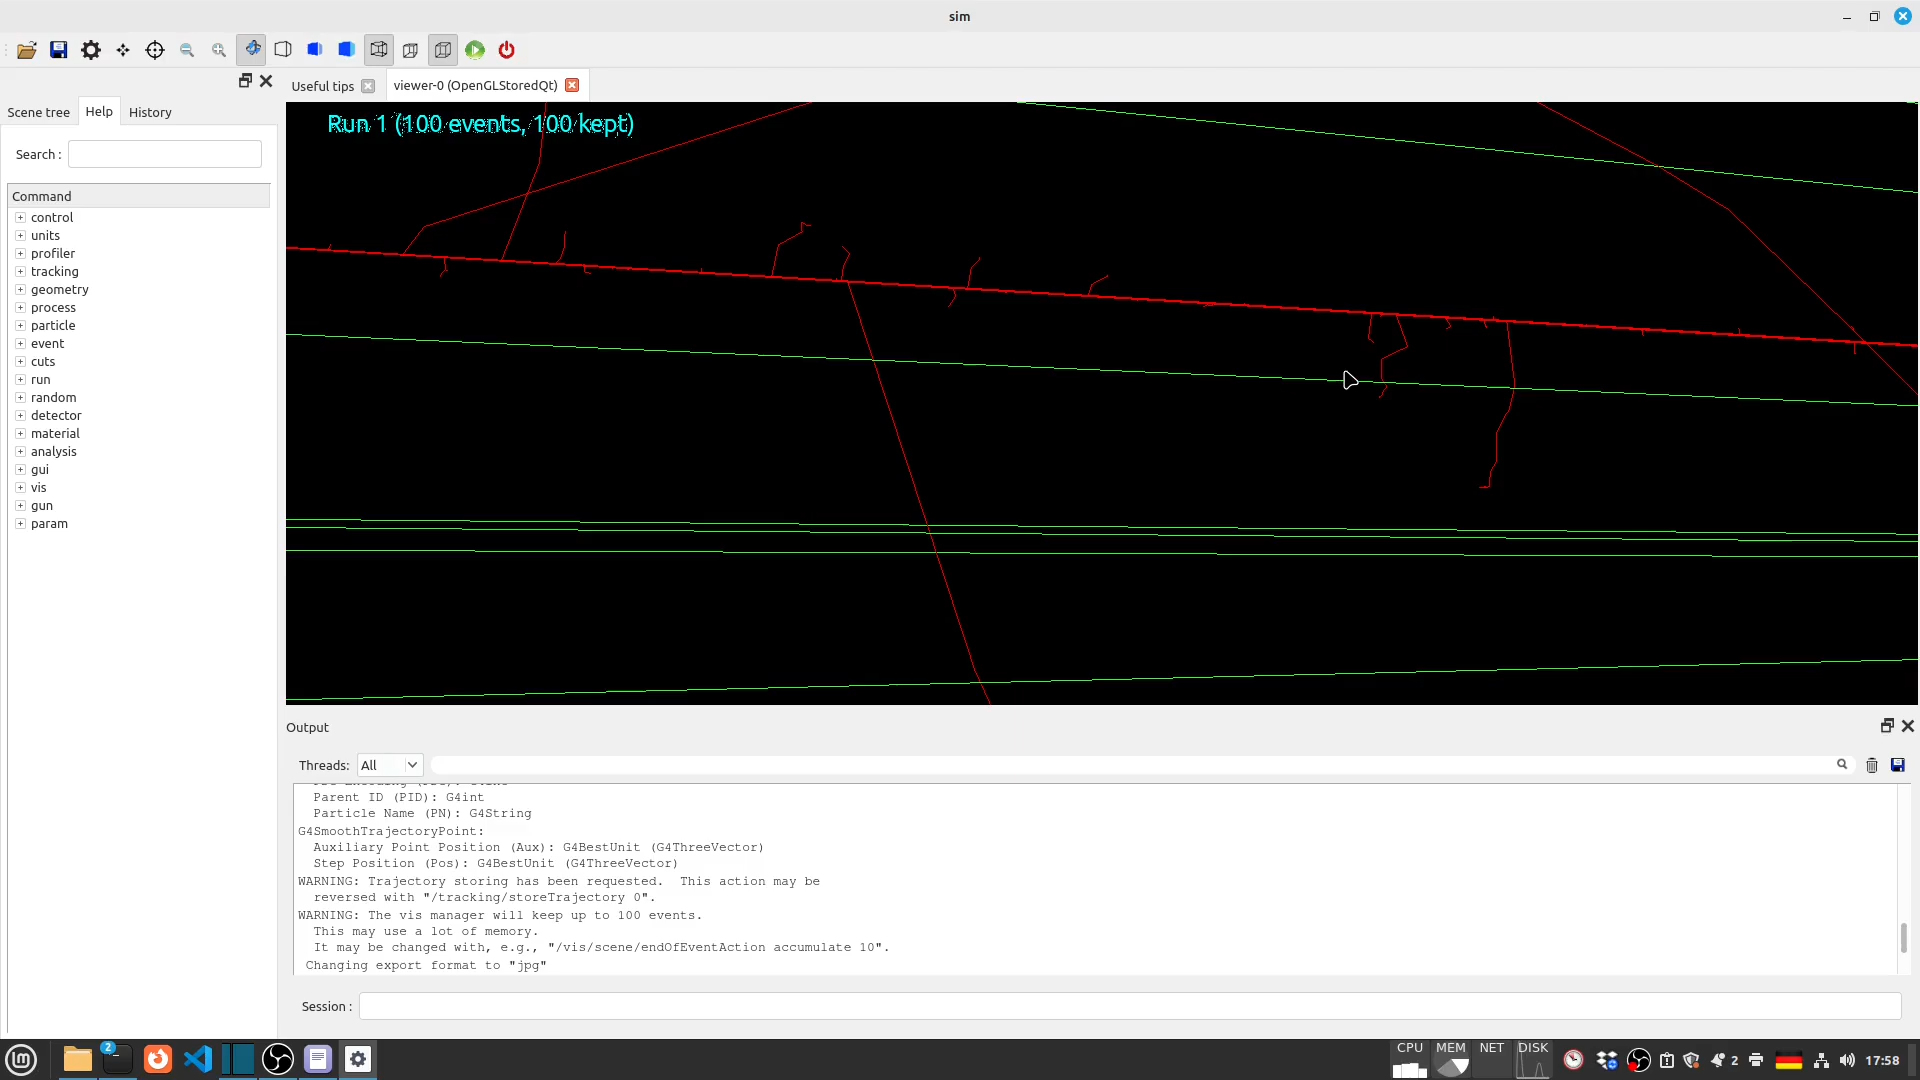 sim
Useful tips
viewer-0 (OpenGLStoredQt)
Scene tree
Help
History
Run 1 (100 events, 100 kept)
Search :
Command
control
units
profiler
tracking
geometry
process
particle
event
cuts
run
random
detector
material
analysis
gui
vis
gun
param
Output
Threads:
All
Parent ID (PID): G4int
Particle Name (PN): G4String
G4SmoothTrajectoryPoint:
Auxiliary Point Position (Aux): G4BestUnit (G4ThreeVector)
Step Position (Pos): G4BestUnit (G4ThreeVector)
WARNING: Trajectory storing has been requested.  This action may be
reversed with "/tracking/storeTrajectory 0".
WARNING: The vis manager will keep up to 100 events.
This may use a lot of memory.
It may be changed with, e.g., "/vis/scene/endOfEventAction accumulate 10".
Changing export format to "jpg"
Session :
lm
2
CPU
MEM
NET
DISK
2
17:58